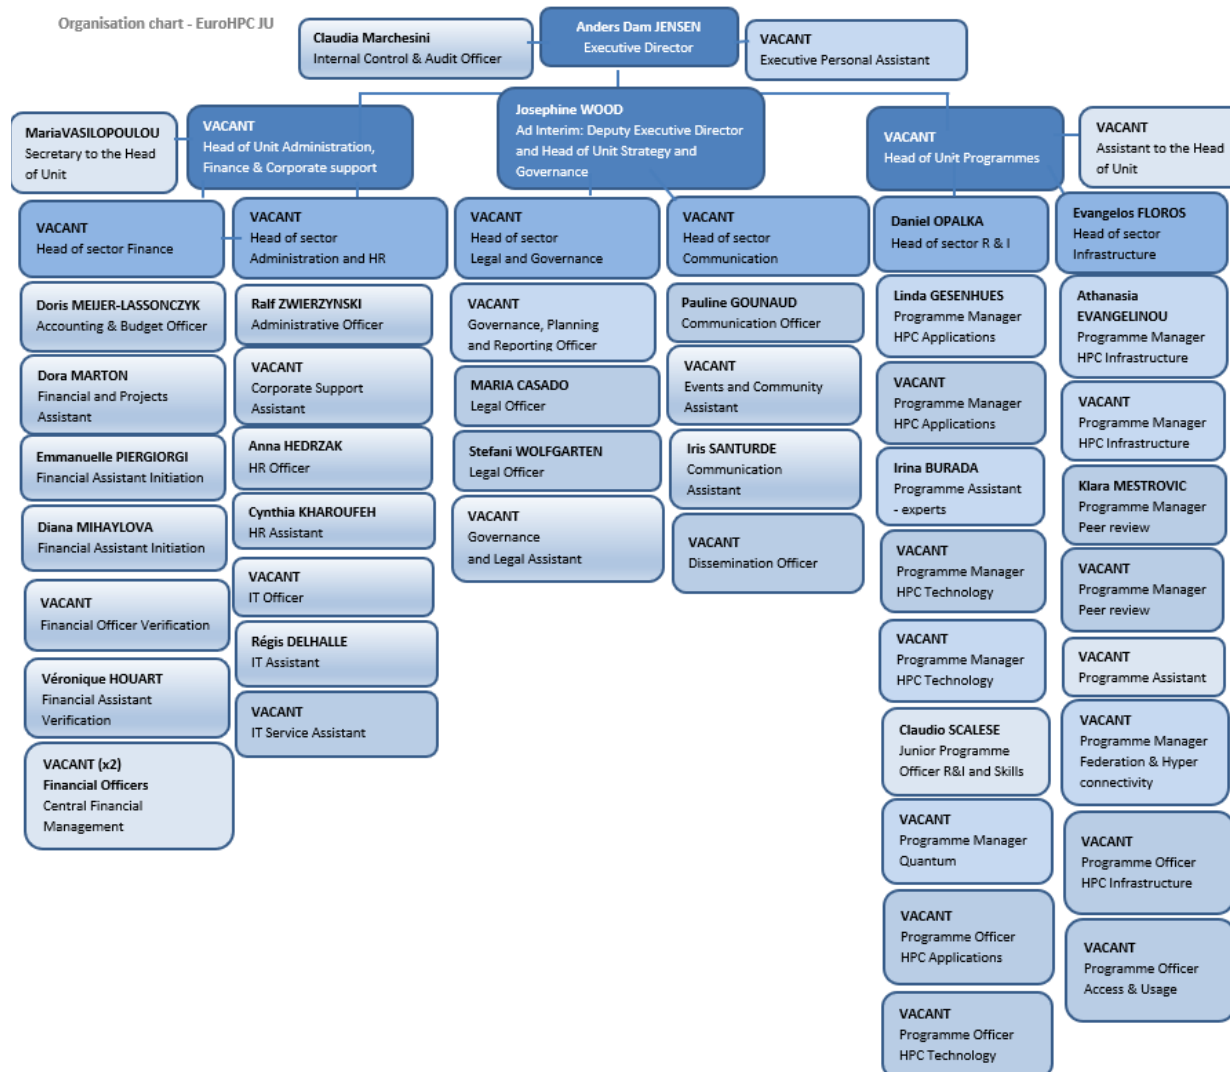 Organisation chart - EuroHPC JU
Claudia Marchesini
Internal Control & Audit Officer
Anders Dam JENSEN
Executive Director
VACANT
Executive Personal Assistant
MariaVASILOPOULOU
Secretary to the Head
of Unit
VACANT
Head of Unit Administration,
Finance & Corporate support
Josephine WOOD
Ad Interim: Deputy Executive Director
and Head of Unit Strategy and
Governance
VACANT
Head of Unit Programmes
VACANT
Assistant to the Head
of Unit
VACANT
Head of sector Finance
Doris MEIJER-LASSONCZYK
Accounting & Budget Officer
Dora MARTON
Financial and Projects
Assistant
Emmanuelle PIERGIORGI
Financial Assistant Initiation
Diana MIHAYLOVA
Financial Assistant Initiation
VACANT
Financial Officer Verification
Véronique HOUART
Financial Assistant
Verification
VACANT (x2)
Financial Officers
Central Financial
Management
VACANT
Head of sector
Administration and HR
Ralf ZWIERZYNSKI
Administrative Officer
VACANT
Corporate Support
Assistant
Anna HEDRZAK
HR Officer
Cynthia KHAROUFEH
HR Assistant
VACANT
IT Officer
Régis DELHALLE
IT Assistant
VACANT
IT Service Assistant
VACANT
Head of sector
Legal and Governance
VACANT
Governance, Planning
and Reporting Officer
MARIA CASADO
Legal Officer
Stefani WOLFGARTEN
Legal Officer
VACANT
Governance
and Legal Assistant
VACANT
Head of sector
Communication
Pauline GOUNAUD
Communication Officer
VACANT
Events and Community
Assistant
Iris SANTURDE
Communication
Assistant
VACANT
Dissemination Officer
Daniel OPALKA
Head of sector R & I
Linda GESENHUES
Programme Manager
HPC Applications
VACANT
Programme Manager
HPC Applications
Irina BURADA
Programme Assistant
- experts
VACANT
Programme Manager
HPC Technology
VACANT
Programme Manager
HPC Technology
Claudio SCALESE
Junior Programme
Officer R&I and Skills
VACANT
Programme Manager
Quantum
VACANT
Programme Officer
HPC Applications
VACANT
Programme Officer
HPC Technology
Evangelos FLOROS
Head of sector
Infrastructure
Athanasia
EVANGELINOU
Programme Manager
HPC Infrastructure
VACANT
Programme Manager
HPC Infrastructure
Klara MESTROVIC
Programme Manager
Peer review
VACANT
Programme Manager
Peer review
VACANT
Programme Assistant
VACANT
Programme Manager
Federation & Hyper
connectivity
VACANT
Programme Officer
HPC Infrastructure
VACANT
Programme Officer
Access & Usage